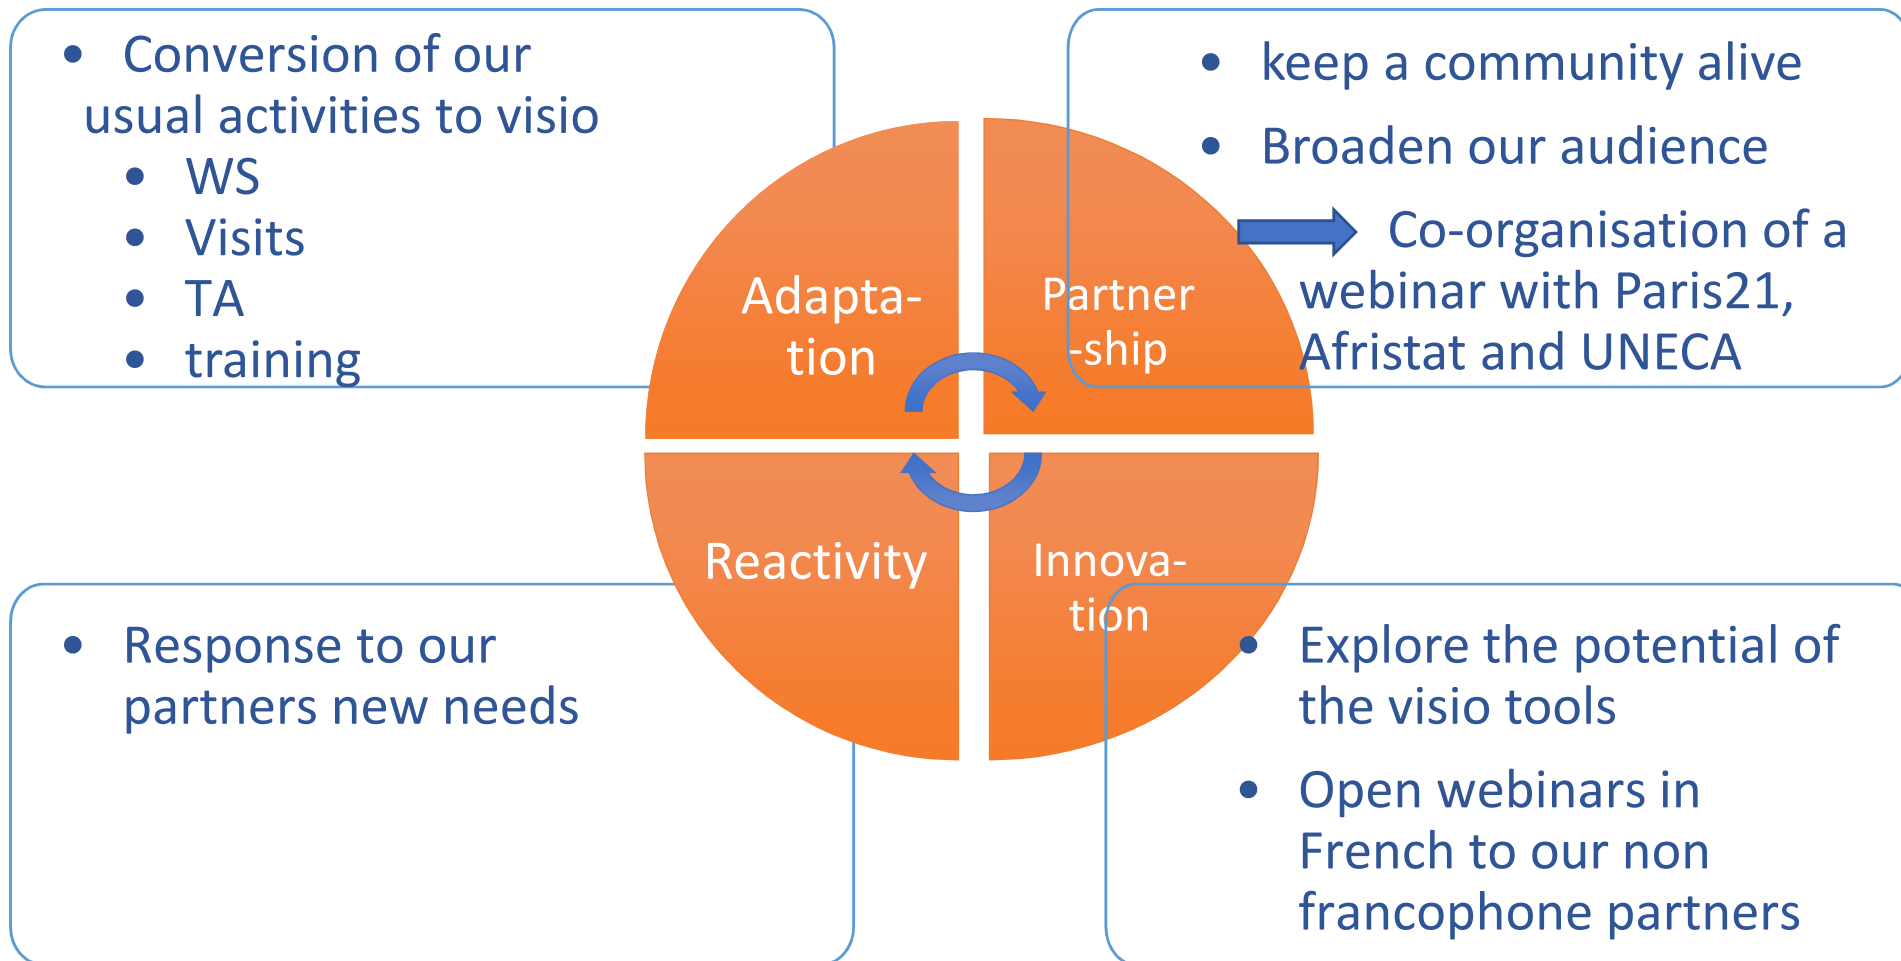 • Conversion of our
usual activities to visio
• WS
• Visits
• TA
• training
• keep a community alive
• Broaden our audience
Co-organisation of a
webinar with Paris21,
Afristat and UNECA
Adapta-
tion
Partner
-ship
Reactivity
Innova-
tion
• Response to our
partners new needs
• Explore the potential of
the visio tools
• Open webinars in
French to our non
francophone partners